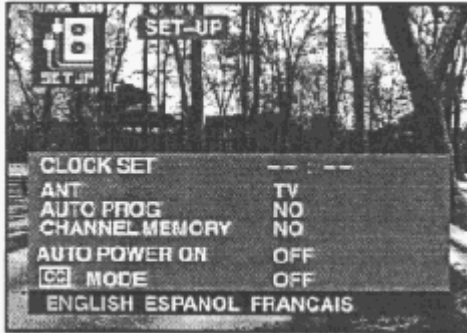 SET-UP
SET UP
CLOCK SET -- : --
ANT TV
AUTO PROG NO
CHANNEL MEMORY NO
AUTO POWER ON OFF
CC MODE OFF
ENGLISH ESPANOL FRANCAIS